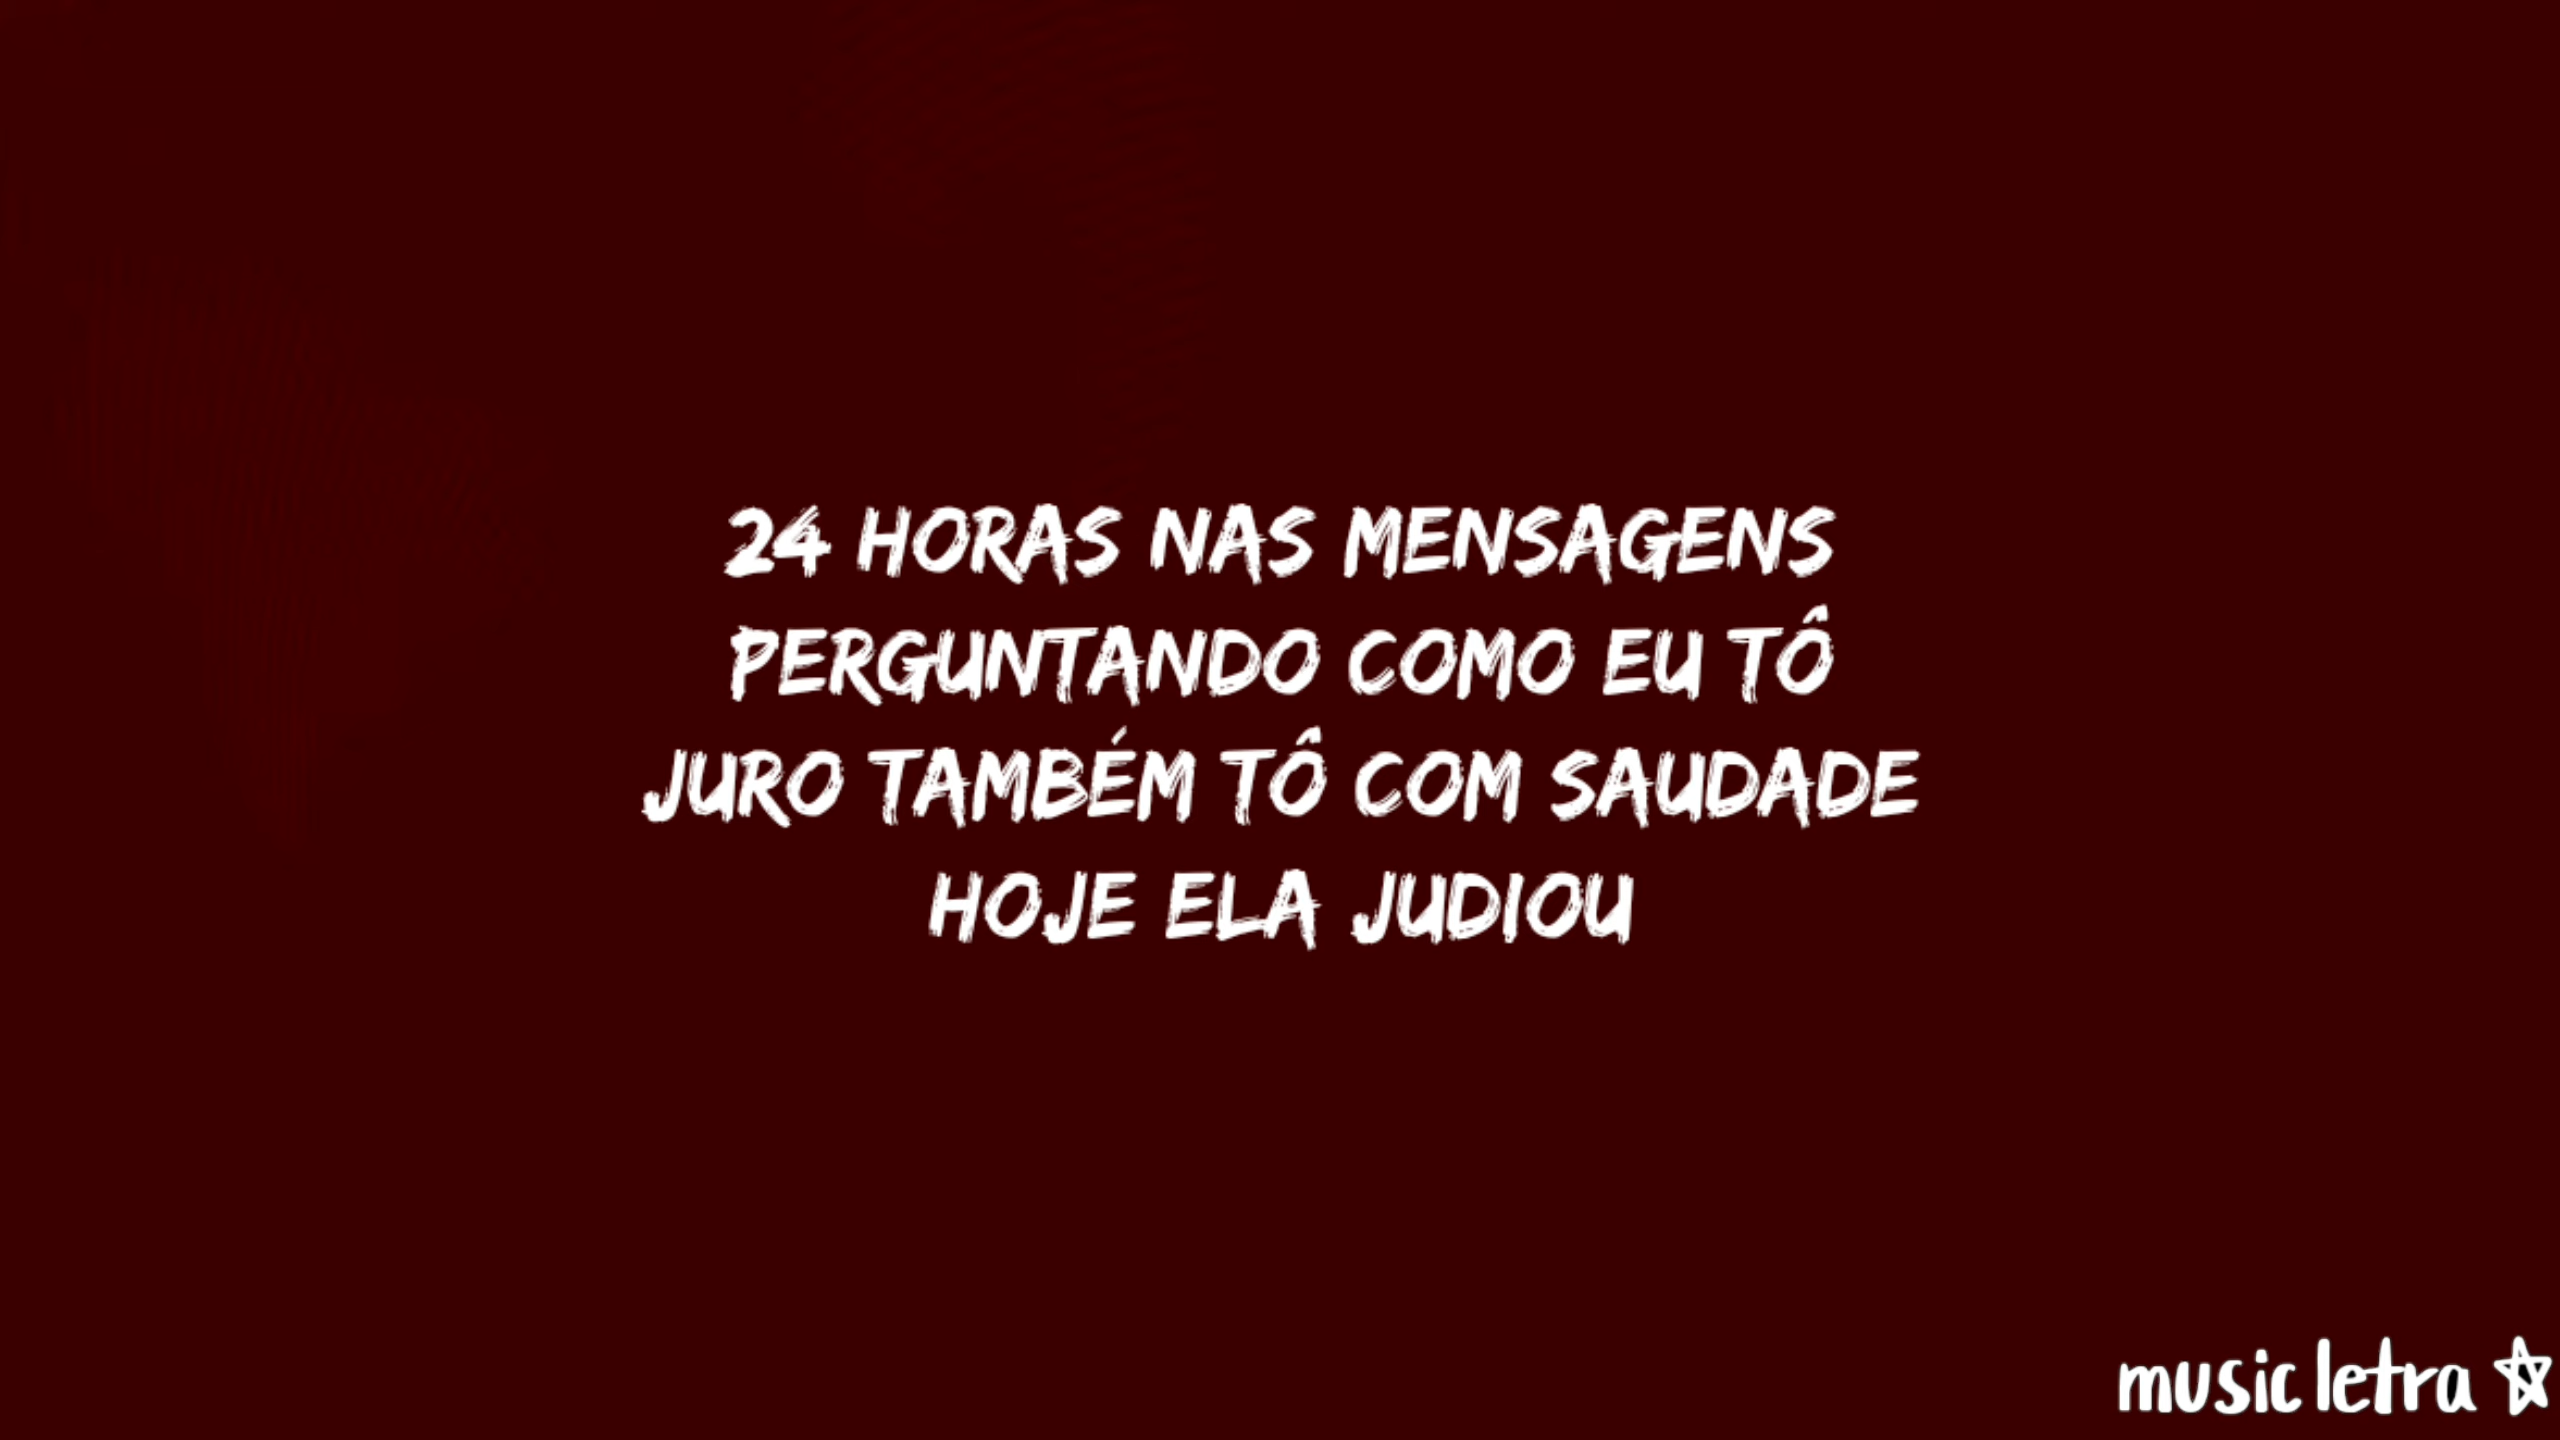 24 HORAS NAS MENSAGENS
PERGUNTANDO COMO EU TÔ
JURO TAMBÉM TÔ COM SAUDADE
HOJE ELA JUDIOU
music letra